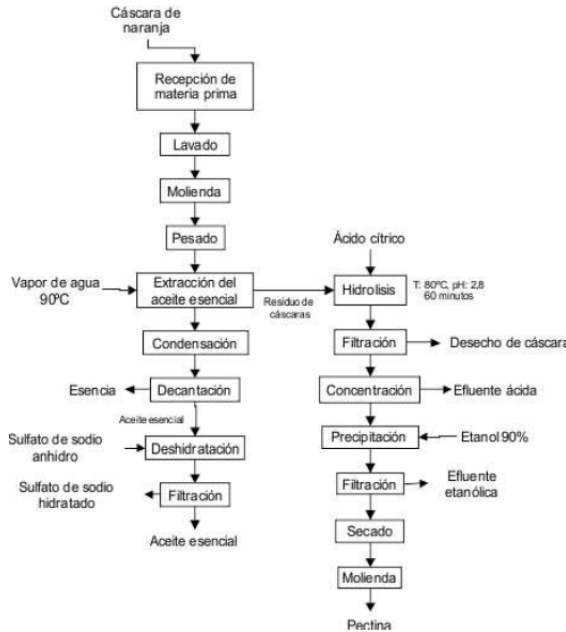 Cáscara de
naranja
Recepción de
materia prima
Lavado
Molienda
Pesado
Vapor de agua
90ºC
Extracción del
aceite esencial
Residuo de
cáscaras
Condensación
Esencia
Decantación
Aceite esencial
Sulfato de sodio
anhidro
Deshidratación
Sulfato de sodio
hidratado
Filtración
Aceite esencial
Ácido cítrico
Hidrolisis
T: 80ºC, pH: 2,8
60 minutos
Filtración
Desecho de cáscara
Concentración
Efluente ácida
Precipitación
Etanol 90%
Filtración
Efluente
etanólica
Secado
Molienda
Pectina